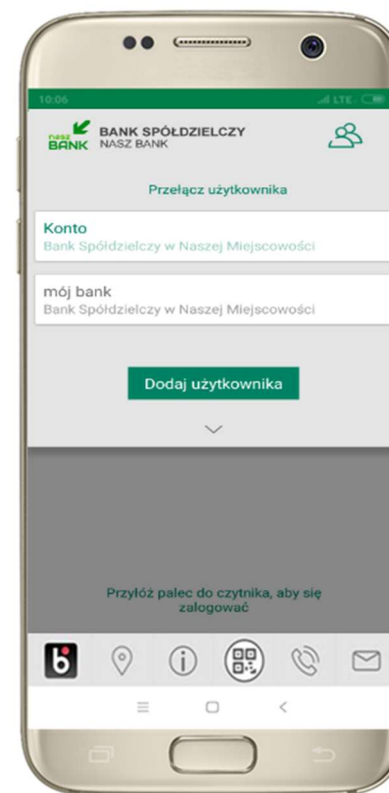 10:06
LTE
nasz
BANK
BANK SPÓŁDZIELCZY
NASZ BANK
Przełącz użytkownika
Konto
Bank Spółdzielczy w Naszej Miejscowości
mój bank
Bank Spółdzielczy w Naszej Miejscowości
Dodaj użytkownika
Przyłóż palec do czytnika, aby się
zalogować
b